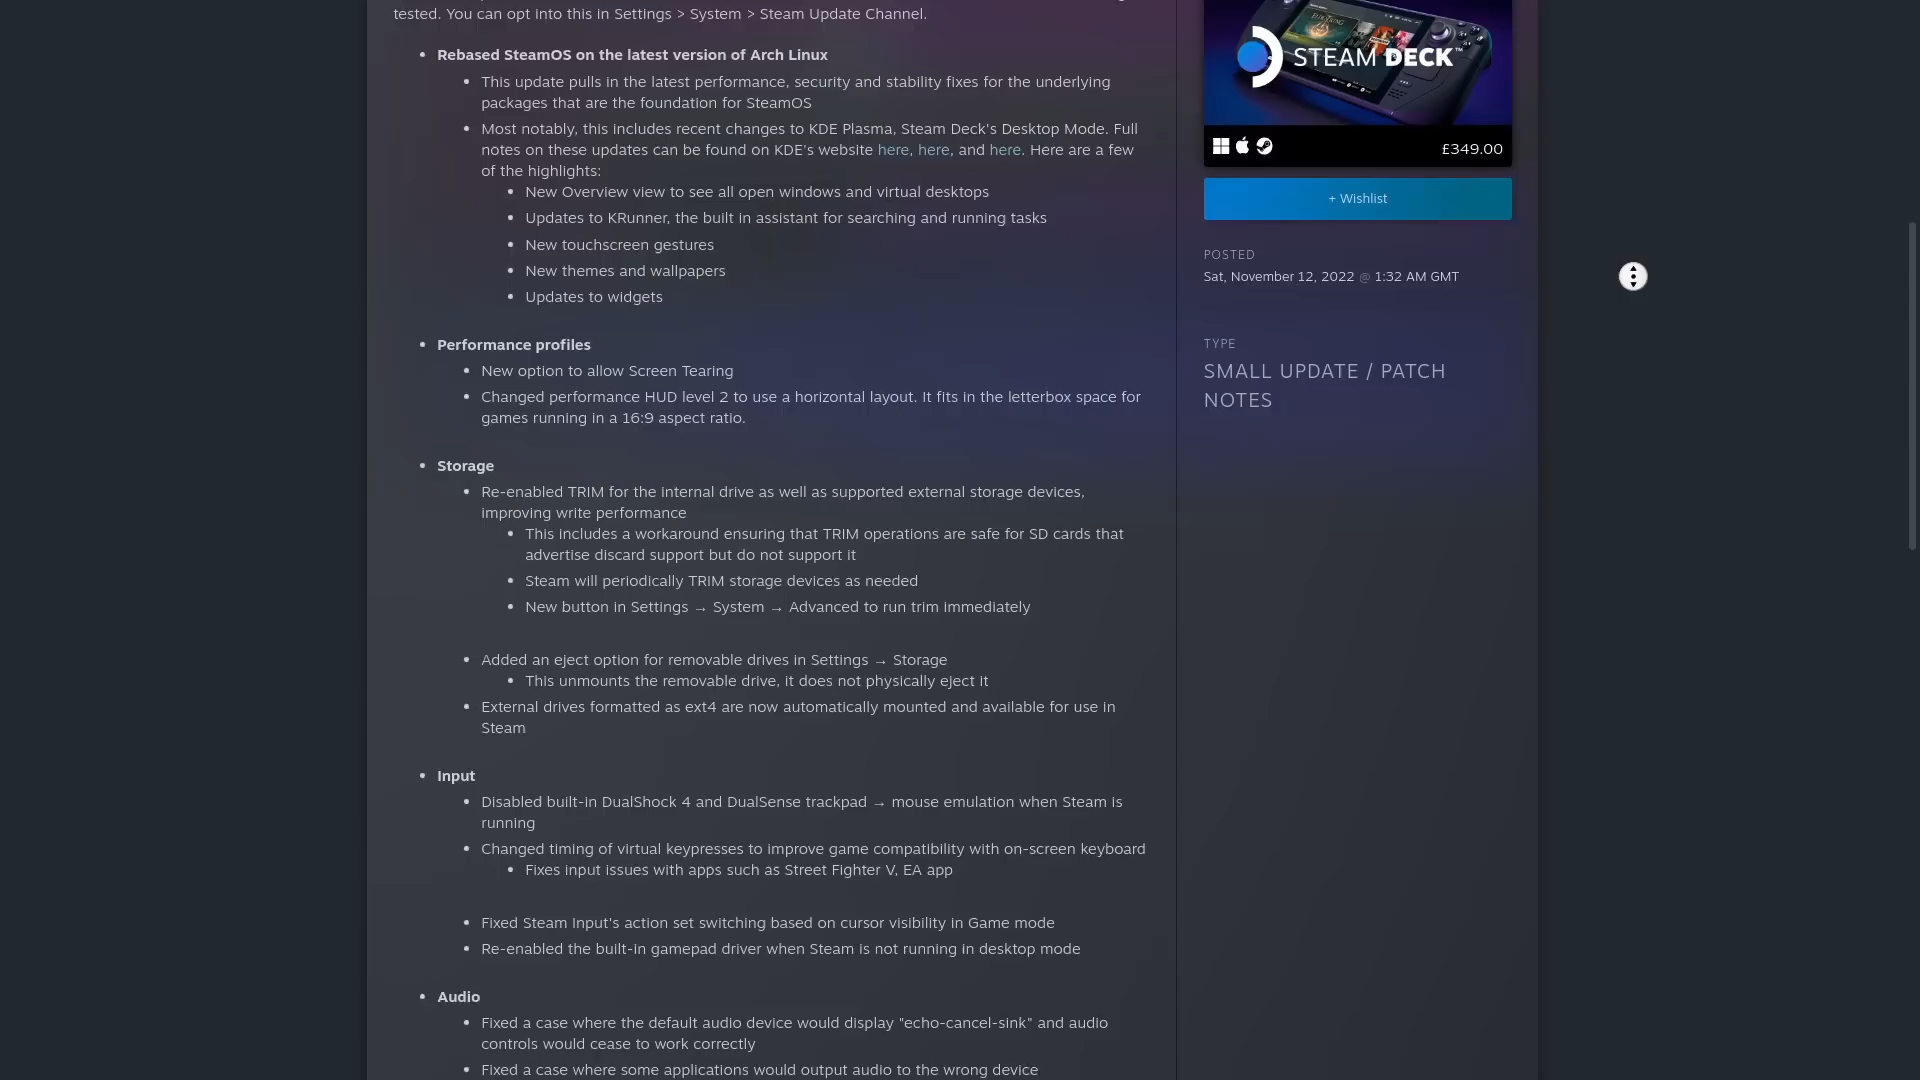 tested. You can opt into this in Settings > System > Steam Update Channel.
• Rebased SteamOS on the latest version of Arch Linux
• This update pulls in the latest performance, security and stability fixes for the underlying
packages that are the foundation for SteamOS
• Most notably, this includes recent changes to KDE Plasma, Steam Deck's Desktop Mode. Full
notes on these updates can be found on KDE's website here, here, and here. Here are a few
of the highlights:
• New Overview view to see all open windows and virtual desktops
• Updates to KRunner, the built in assistant for searching and running tasks
• New touchscreen gestures
• New themes and wallpapers
• Updates to widgets
• Performance profiles
• New option to allow Screen Tearing
• Changed performance HUD level 2 to use a horizontal layout. It fits in the letterbox space for
games running in a 16:9 aspect ratio.
• Storage
• Re-enabled TRIM for the internal drive as well as supported external storage devices,
improving write performance
• This includes a workaround ensuring that TRIM operations are safe for SD cards that
advertise discard support but do not support it
• Steam will periodically TRIM storage devices as needed
• New button in Settings → System → Advanced to run trim immediately
• Added an eject option for removable drives in Settings → Storage
• This unmounts the removable drive, it does not physically eject it
• External drives formatted as ext4 are now automatically mounted and available for use in
Steam
• Input
• Disabled built-in DualShock 4 and DualSense trackpad → mouse emulation when Steam is
running
• Changed timing of virtual keypresses to improve game compatibility with on-screen keyboard
• Fixes input issues with apps such as Street Fighter V, EA app
• Fixed Steam Input's action set switching based on cursor visibility in Game mode
• Re-enabled the built-in gamepad driver when Steam is not running in desktop mode
• Audio
• Fixed a case where the default audio device would display "echo-cancel-sink" and audio
controls would cease to work correctly
• Fixed a case where some applications would output audio to the wrong device
ELDEN RING
STEAM DECK™
£349.00
+ Wishlist
POSTED
Sat, November 12, 2022 @ 1:32 AM GMT
TYPE
SMALL UPDATE / PATCH
NOTES